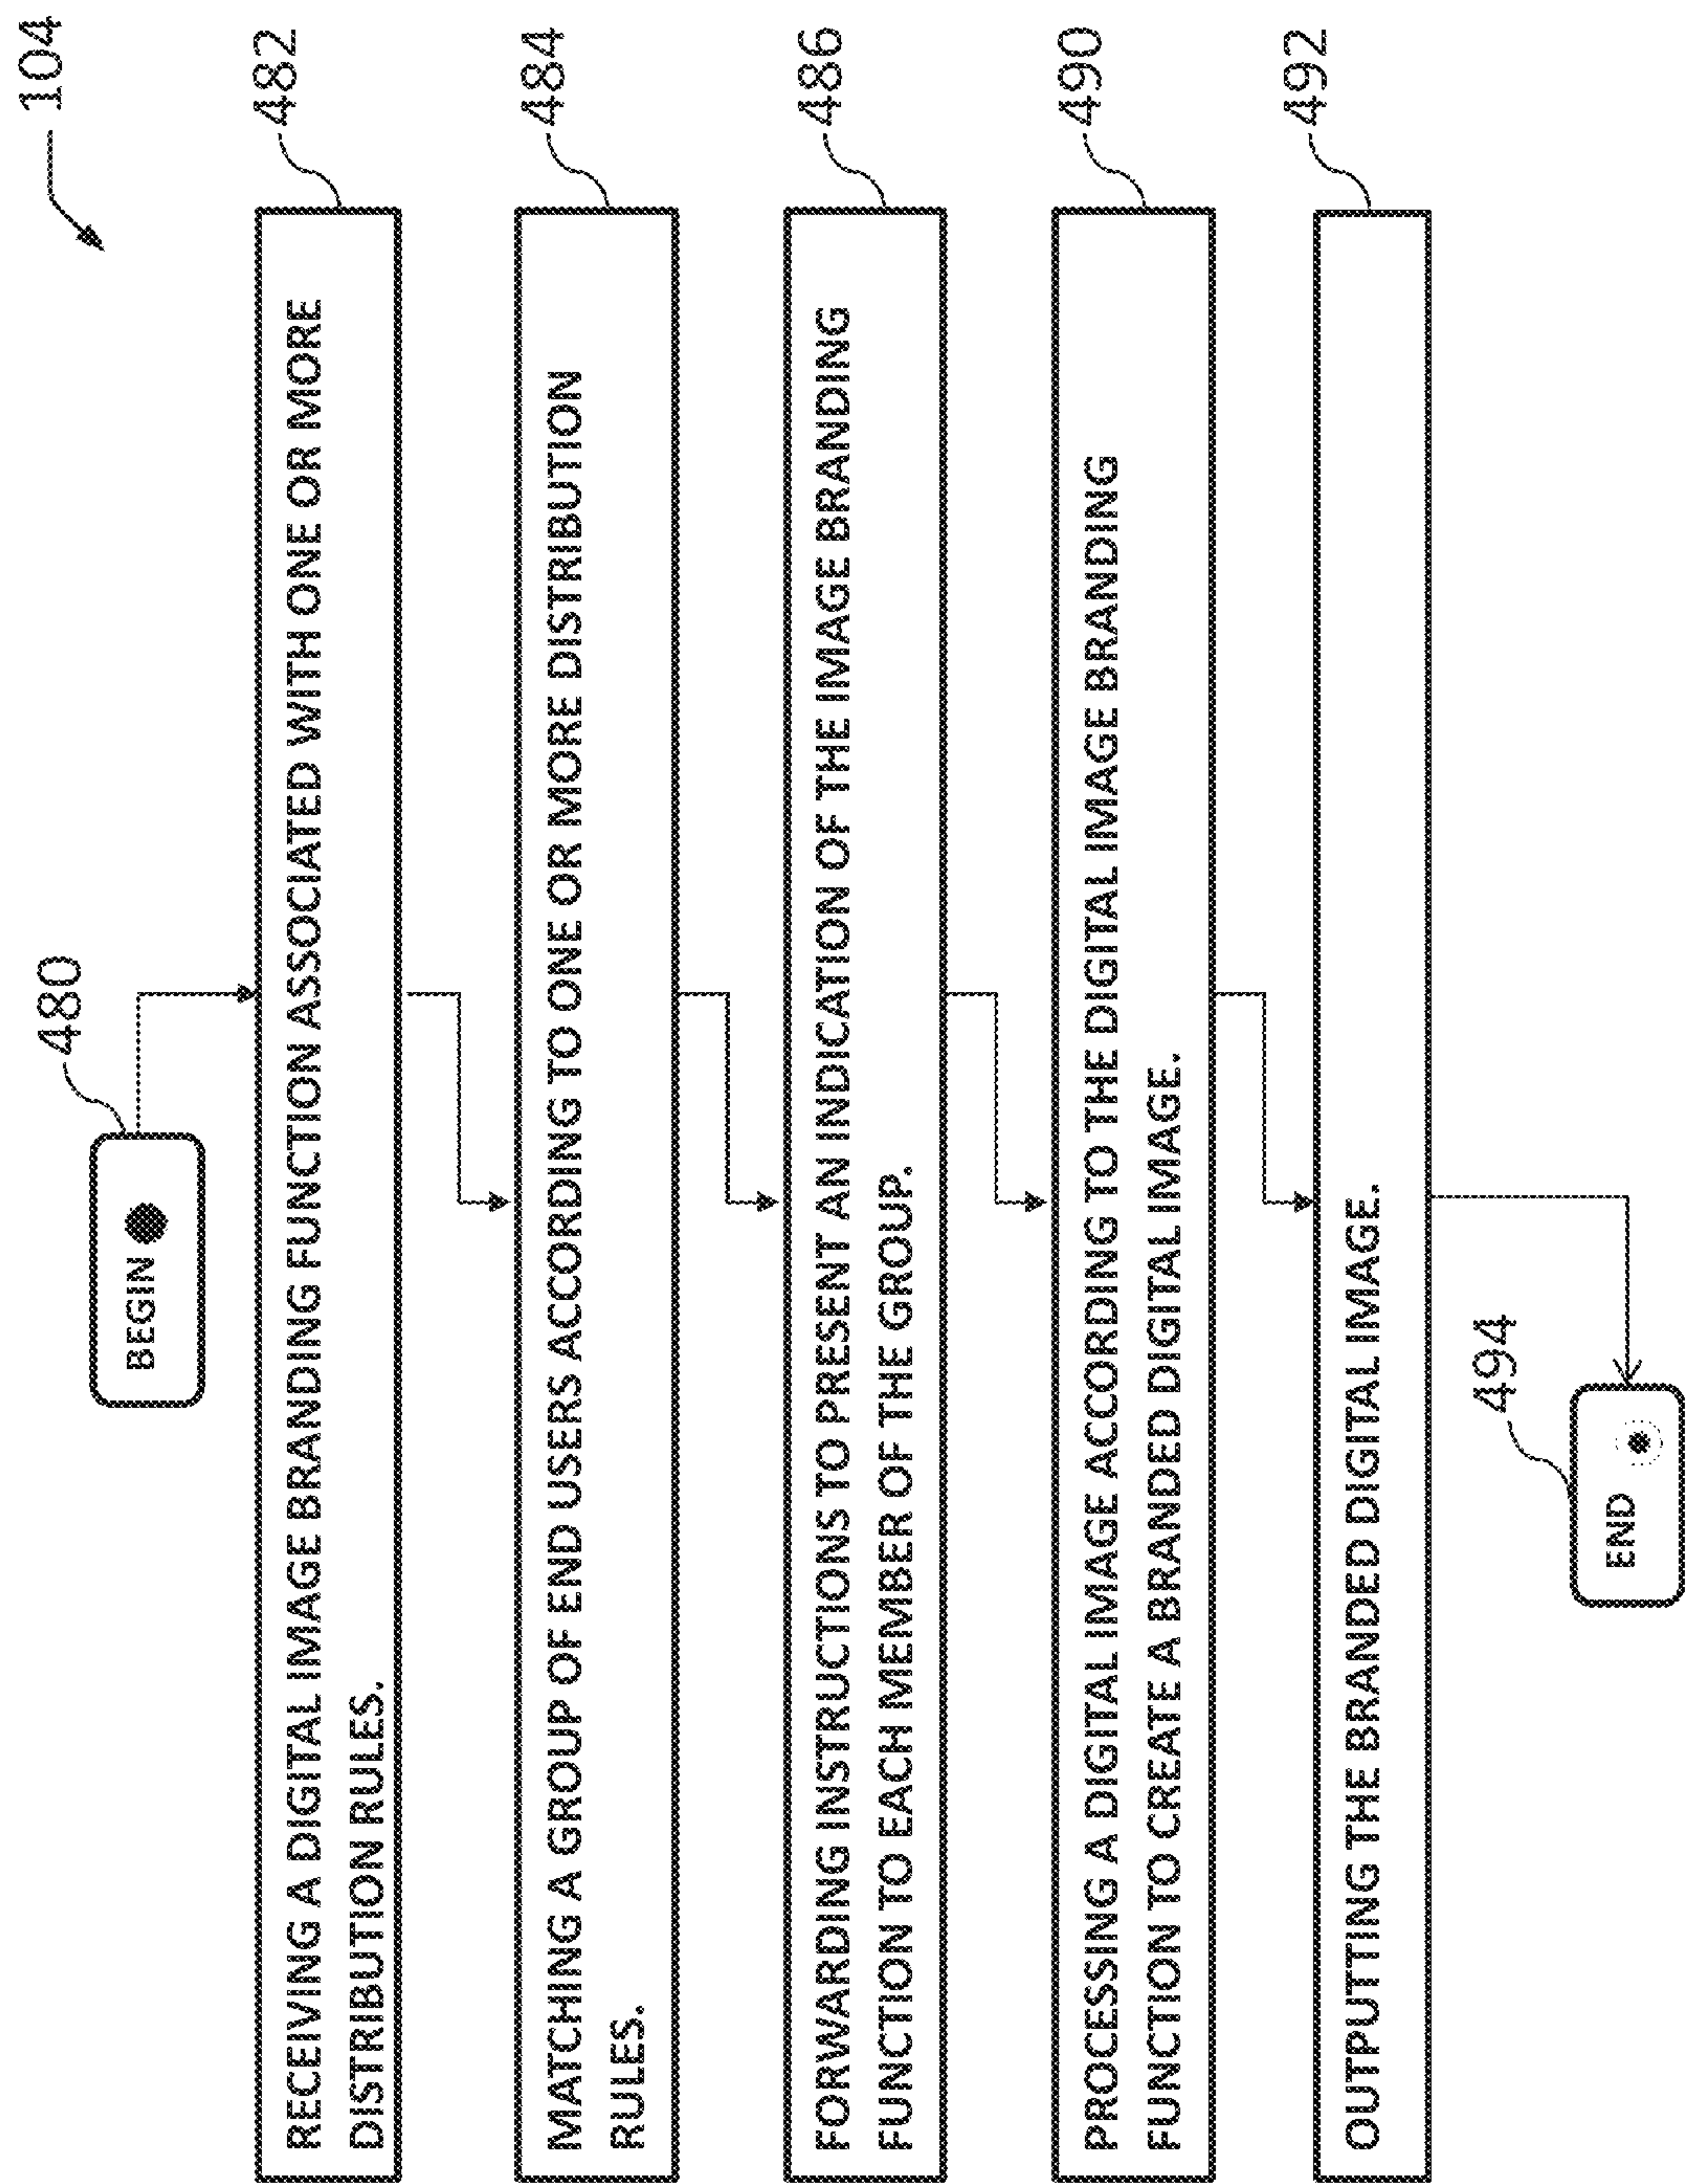 104
480
BEGIN
482
RECEIVING A DIGITAL IMAGE BRANDING FUNCTION ASSOCIATED WITH ONE OR MORE
DISTRIBUTION RULES.
484
MATCHING A GROUP OF END USERS ACCORDING TO ONE OR MORE DISTRIBUTION
RULES.
486
FORWARDING INSTRUCTIONS TO PRESENT AN INDICATION OF THE IMAGE BRANDING
FUNCTION TO EACH MEMBER OF THE GROUP.
490
PROCESSING A DIGITAL IMAGE ACCORDING TO THE DIGITAL IMAGE BRANDING
FUNCTION TO CREATE A BRANDED DIGITAL IMAGE.
492
OUTPUTTING THE BRANDED DIGITAL IMAGE.
494
END